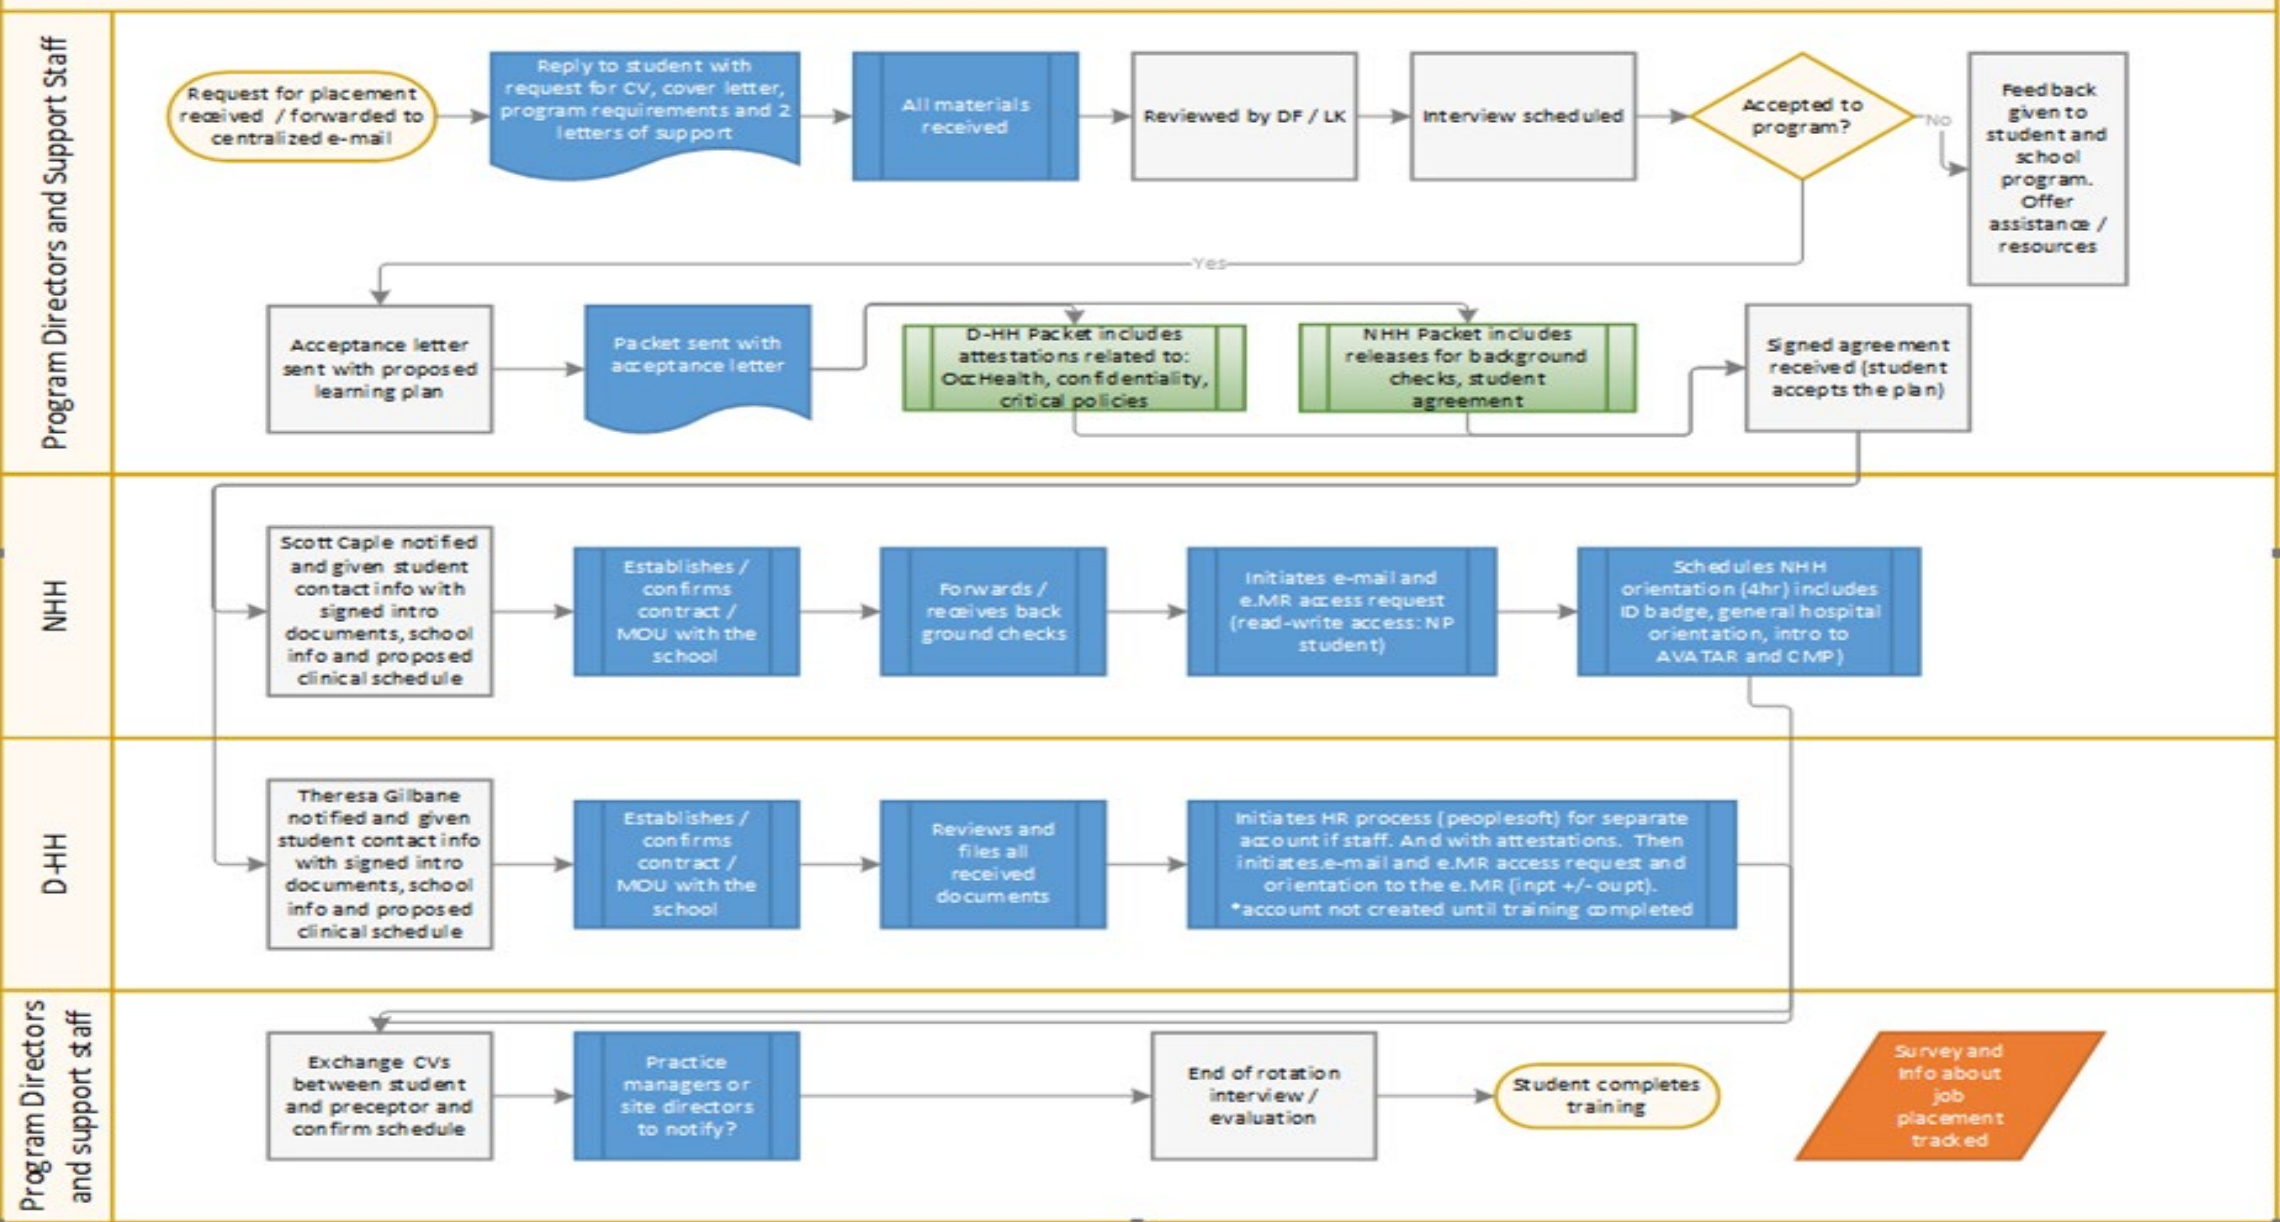 Program Directors and Support Staff
Request for placement
received / forwarded to
centralized e-mail
Reply to student with
request for CV, cover letter,
program requirements and 2
letters of support
All materials
received
Reviewed by DF / LK
Interview scheduled
Accepted to
program?
No
Feedback
given to
student and
school
program.
Offer
assistance /
resources
Yes
Acceptance letter
sent with proposed
learning plan
Packet sent with
acceptance letter
D-HH Packet includes
attestations related to:
OccHealth, confidentiality,
critical policies
NHH Packet includes
releases for background
checks, student
agreement
Signed agreement
received (student
accepts the plan)
NHH
Scott Caple notified
and given student
contact info with
signed intro
documents, school
info and proposed
clinical schedule
Establishes /
confirms
contract /
MOU with the
school
Forwards /
receives back
ground checks
Initiates e-mail and
e.MR access request
(read-write access: NP
student)
Schedules NHH
orientation (4hr) includes
ID badge, general hospital
orientation, intro to
AVATAR and CMP)
D-HH
Theresa Gilbane
notified and given
student contact info
with signed intro
documents, school
info and proposed
clinical schedule
Establishes /
confirms
contract /
MOU with the
school
Reviews and
files all
received
documents
Initiates HR process (peoplesoft) for separate
account if staff. And with attestations. Then
initiates.e-mail and e.MR access request and
orientation to the e.MR (inpt +/- oupt).
*account not created until training completed
Program Directors
and support staff
Exchange CVs
between student
and preceptor and
confirm schedule
Practice
managers or
site directors
to notify?
End of rotation
interview /
evaluation
Student completes
training
Survey and
Info about
job
placement
tracked